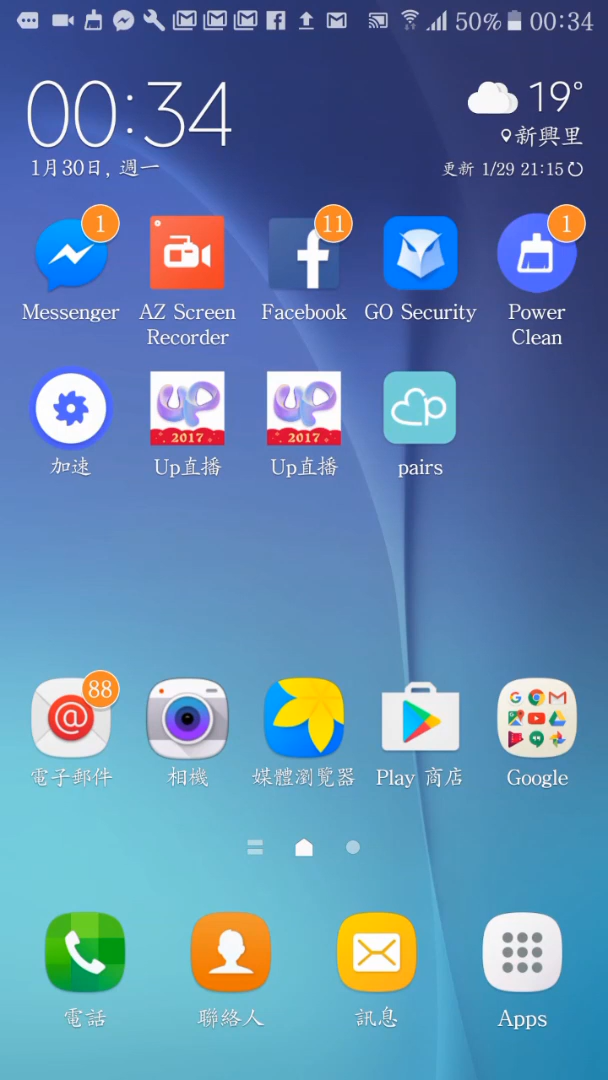 50% 00:34
00:34
19°
新興里
1月30日, 週一
更新 1/29 21:15
1
11
1
Messenger
AZ Screen Recorder
Facebook
GO Security
Power Clean
up
2017
up
2017
p
加速
Up直播
Up直播
pairs
88
@
電子郵件
相機
媒體瀏覽器
Play 商店
Google
電話
聯絡人
訊息
Apps